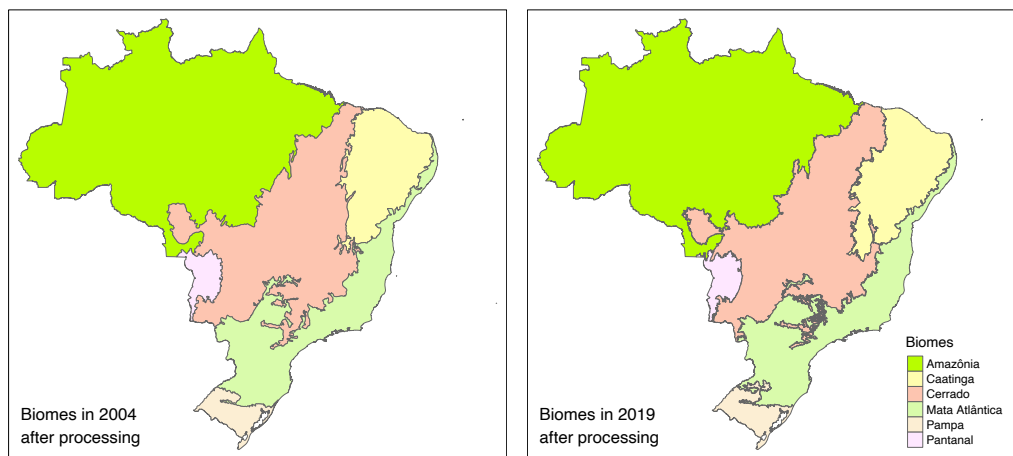 Biomes in 2004
after processing
Biomes in 2019
after processing
Biomes
Amazônia
Caatinga
Cerrado
Mata Atlântica
Pampa
Pantanal